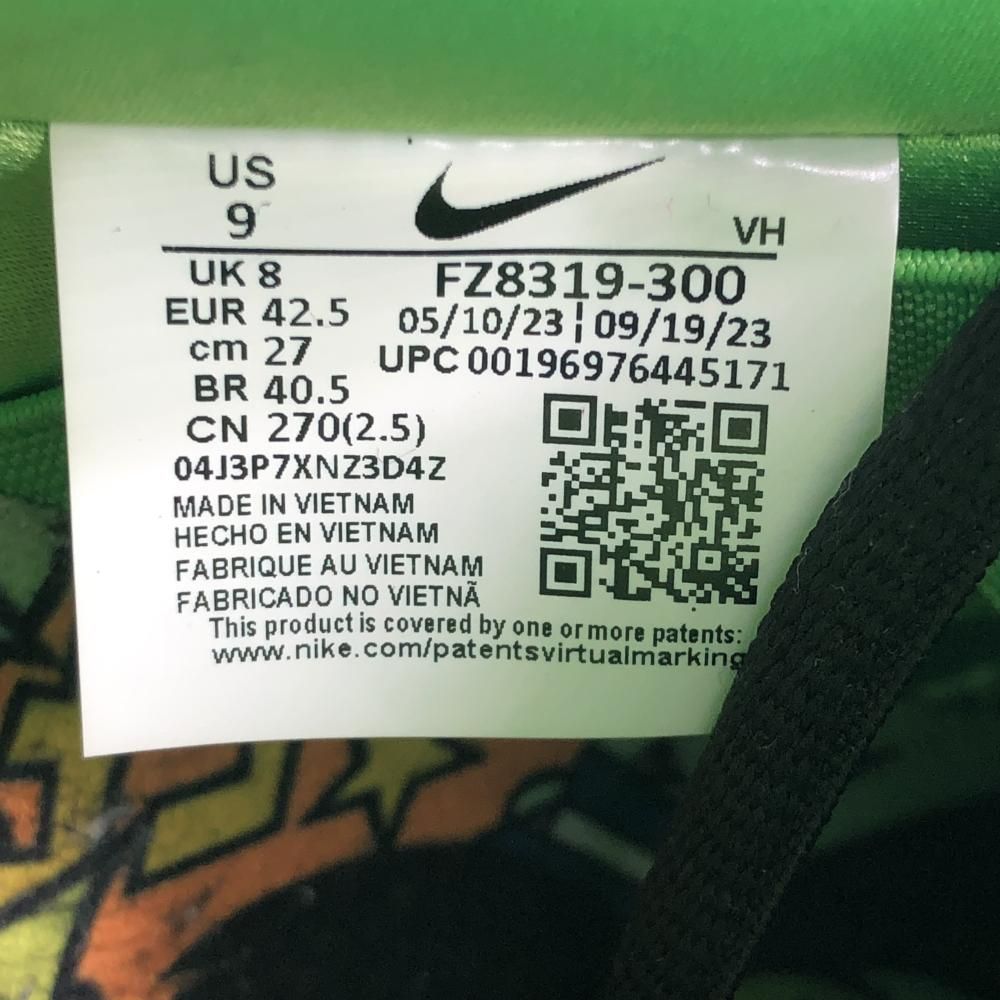 US
9
VH
UK 8
EUR 42.5
cm 27
BR 40.5
CN 270(2.5)
FZ8319-300
05/10/23 ¦ 09/19/23
UPC 00196976445171
04J3P7XNZ3D4Z
MADE IN VIETNAM
HECHO EN VIETNAM
FABRIQUE AU VIETNAM
FABRICADO NO VIETNÃ
This product is covered by one or more patents:
www.nike.com/patentsvirtualmarking